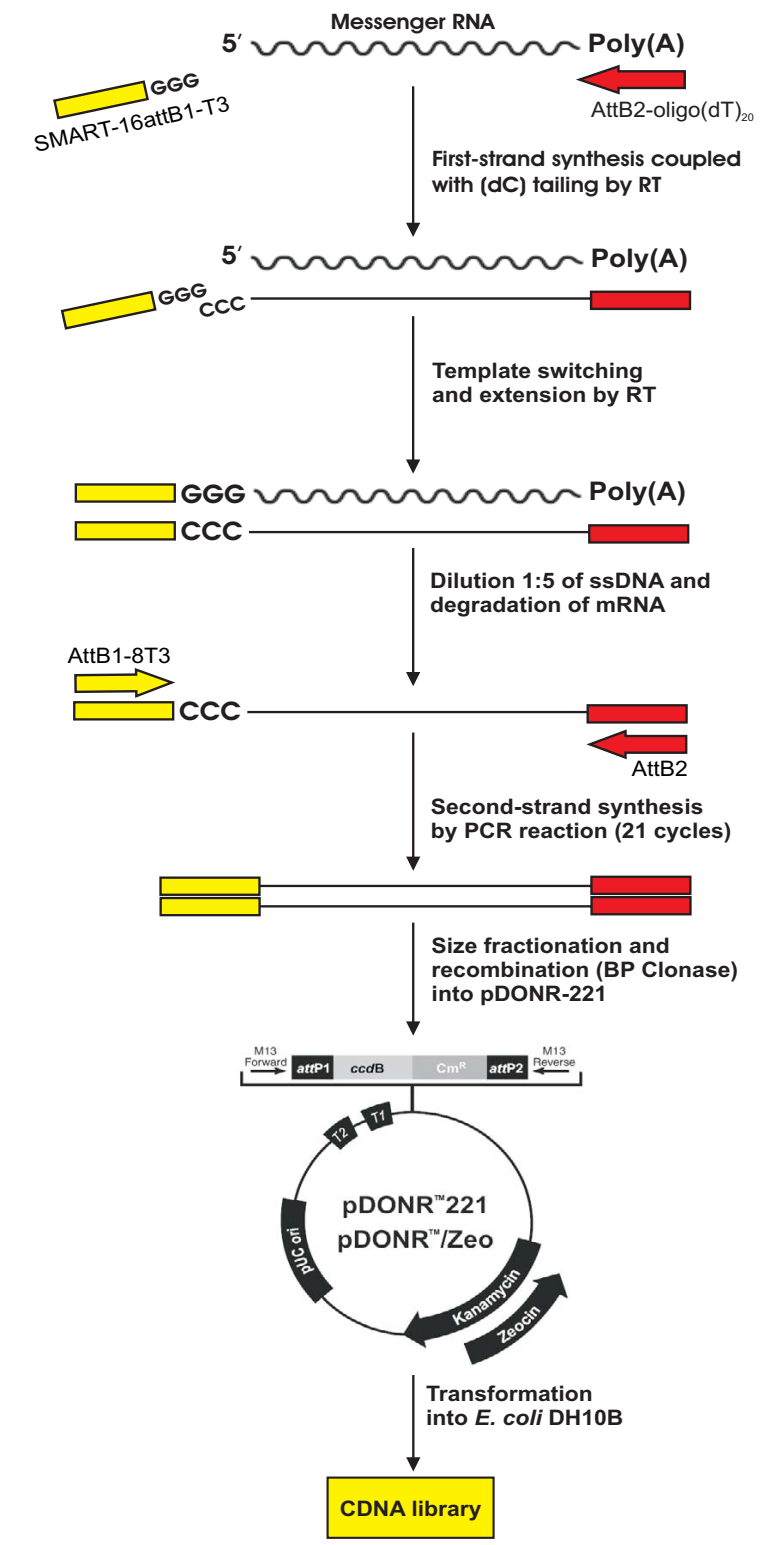 Messenger RNA
5′ Poly(A)
GGG
SMART-16attB1-T3
AttB2-oligo(dT)₂₀
First-strand synthesis coupled
with (dC) tailing by RT
5′ Poly(A)
GGG
CCC
Template switching
and extension by RT
GGG Poly(A)
CCC
Dilution 1:5 of ssDNA and
degradation of mRNA
AttB1-8T3
CCC
AttB2
Second-strand synthesis
by PCR reaction (21 cycles)
Size fractionation and
recombination (BP Clonase)
into pDONR-221
M13
Forward
attP1 ccdB Cmᴿ attP2
M13
Reverse
T2 T1
pDONR™221
pDONR™/Zeo
pUC ori
Kanamycin
Zeocin
Transformation
into E. coli DH10B
CDNA library